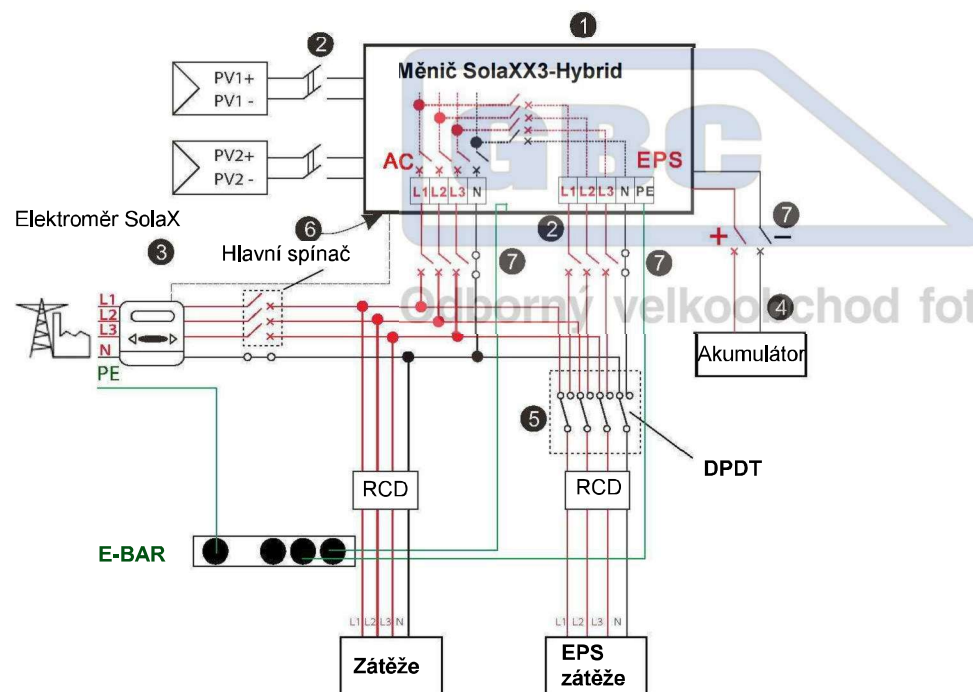 1
2
Měnič SolaXX3-Hybrid
PV1+
PV1 -
PV2+
PV2 -
GBC
AC
EPS
L1 L2 L3 N
L1 L2 L3 N PE
Elektroměr SolaX
6
2
7
+
−
3
Hlavní spínač
7
7
L1
L2
L3
N
PE
Odborný velkoobchod fot
4
Akumulátor
5
DPDT
RCD
RCD
E-BAR
L1 L2 L3 N
L1 L2 L3 N
Zátěže
EPS
zátěže